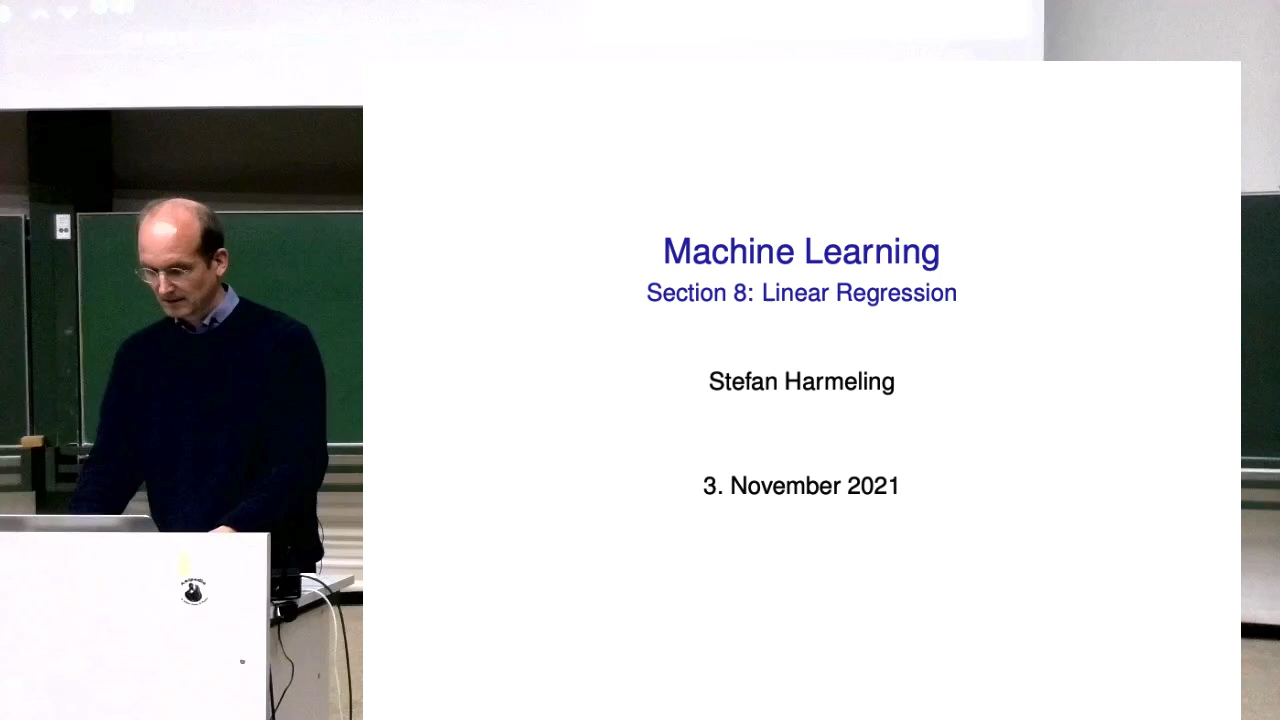 Machine Learning
Section 8: Linear Regression
Stefan Harmeling
3. November 2021